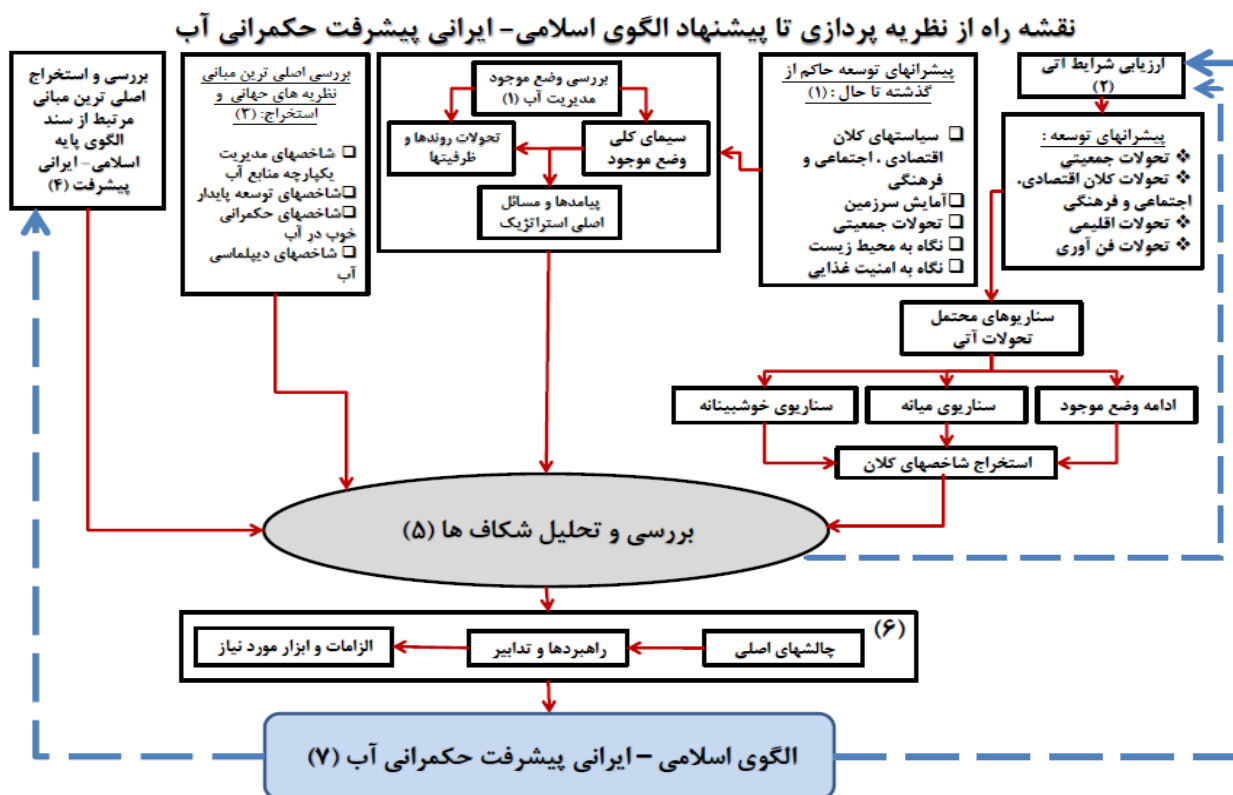 نقشه راه از نظریه پردازی تا پیشنهاد الگوی اسلامی- ایرانی پیشرفت حکمرانی آب
ارزیابی شرایط آتی
(۲)
پیشرانهای توسعه :
❖ تحولات جمعیتی
❖ تحولات کلان اقتصادی،
اجتماعی و فرهنگی
❖ تحولات اقلیمی
❖ تحولات فن آوری
سناریوهای محتمل
تحولات آتی
ادامه وضع موجود
سناریوی میانه
سناریوی خوشبینانه
استخراج شاخصهای کلان
پیشرانهای توسعه حاکم از
گذشته تا حال : (۱)
❑ سیاستهای کلان
اقتصادی ، اجتماعی و
فرهنگی
❑ آمایش سرزمین
❑ تحولات جمعیتی
❑ نگاه به محیط زیست
❑ نگاه به امنیت غذایی
بررسی وضع موجود
مدیریت آب (۱)
سیمای کلی
وضع موجود
تحولات روندها و
ظرفیتها
پیامدها و مسائل
اصلی استراتژیک
بررسی اصلی ترین مبانی
نظریه های جهانی و
استخراج: (۳)
❑ شاخصهای مدیریت
یکپارچه منابع آب
❑ شاخصهای توسعه پایدار
❑ شاخصهای حکمرانی
خوب در آب
❑ شاخصهای دیپلماسی
آب
بررسی و استخراج
اصلی ترین مبانی
مرتبط از سند
الگوی پایه
اسلامی- ایرانی
پیشرفت (۴)
بررسی و تحلیل شکاف ها (۵)
(۶)
چالشهای اصلی
راهبردها و تدابیر
الزامات و ابزار مورد نیاز
الگوی اسلامی – ایرانی پیشرفت حکمرانی آب (۷)